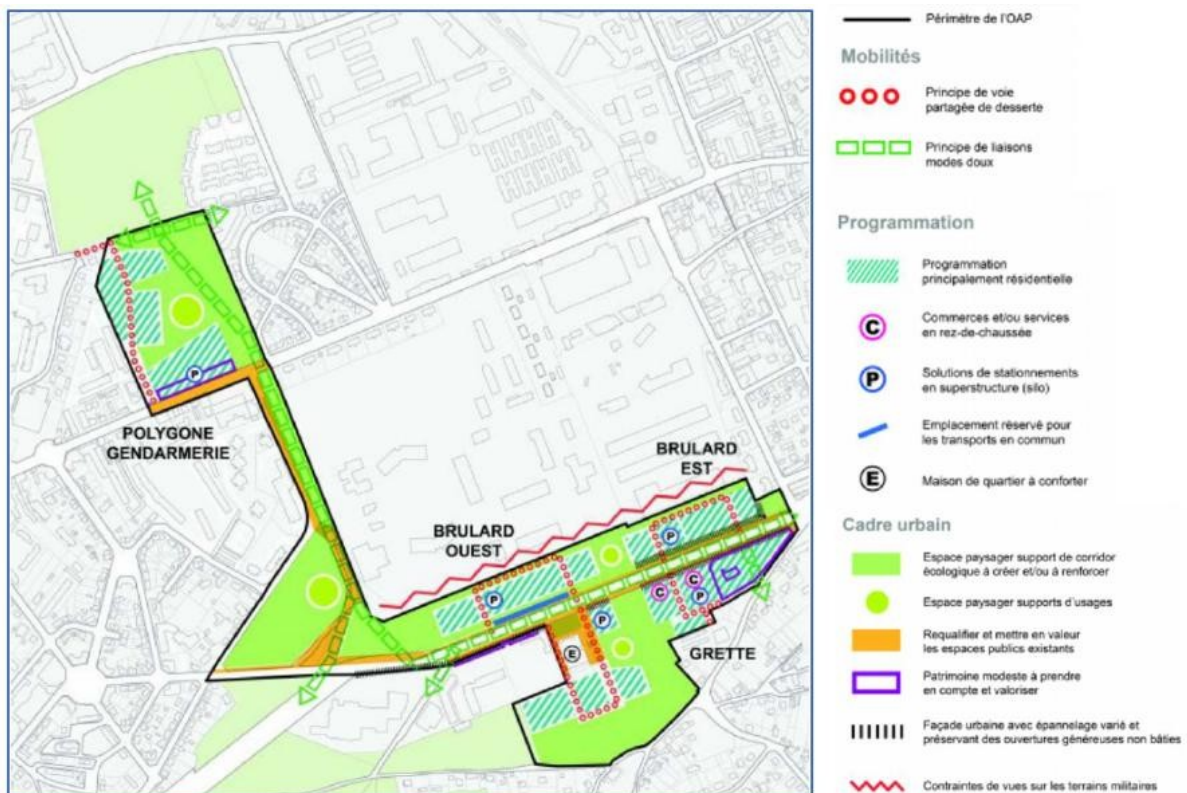 POLYGONE
GENDARMERIE
BRULARD
OUEST
BRULARD
EST
GRETTE
P
P
P
P
P
C
C
E
Périmètre de l'OAP
Mobilités
Principe de voie
partagée de desserte
Principe de liaisons
modes doux
Programmation
Programmation
principalement résidentielle
C
Commerces et/ou services
en rez-de-chaussée
P
Solutions de stationnements
en superstructure (silo)
Emplacement réservé pour
les transports en commun
E
Maison de quartier à conforter
Cadre urbain
Espace paysager support de corridor
écologique à créer et/ou à renforcer
Espace paysager supports d'usages
Requalifier et mettre en valeur
les espaces publics existants
Patrimoine modeste à prendre
en compte et valoriser
Façade urbaine avec épannelage varié et
préservant des ouvertures généreuses non bâties
Contraintes de vues sur les terrains militaires